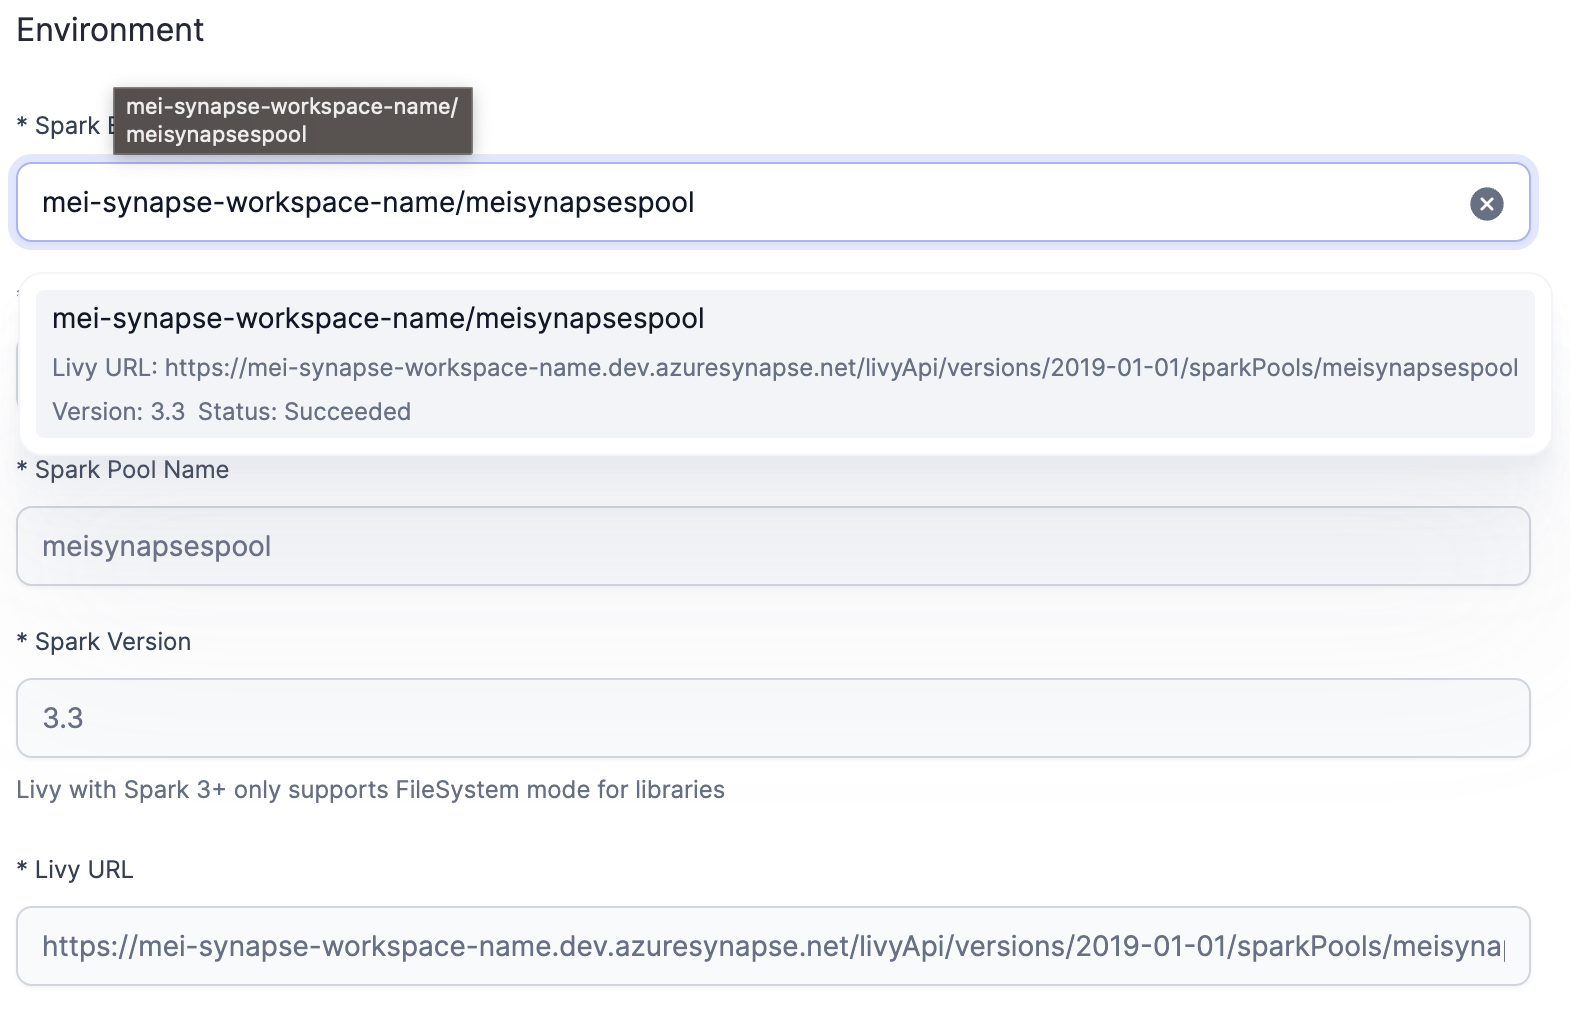 Environment
mei-synapse-workspace-name/
meisynapsespool
* Spark
mei-synapse-workspace-name/meisynapsespool
mei-synapse-workspace-name/meisynapsespool
Livy URL: https://mei-synapse-workspace-name.dev.azuresynapse.net/livyApi/versions/2019-01-01/sparkPools/meisynapsespool
Version: 3.3 Status: Succeeded
* Spark Pool Name
meisynapsespool
* Spark Version
3.3
Livy with Spark 3+ only supports FileSystem mode for libraries
* Livy URL
https://mei-synapse-workspace-name.dev.azuresynapse.net/livyApi/versions/2019-01-01/sparkPools/meisyna